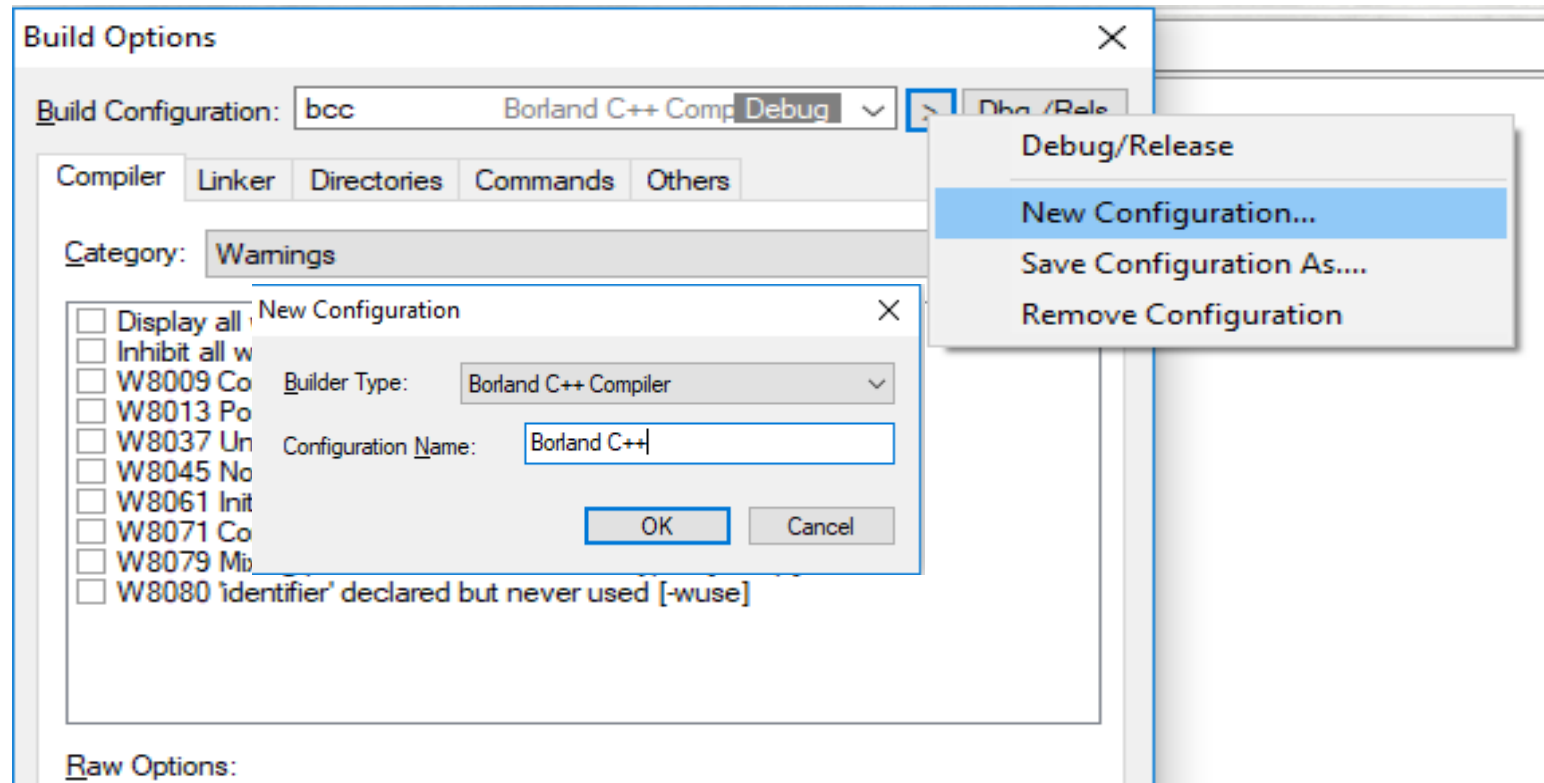 Build Options
Build Configuration: bcc Borland C++ Comp Debug > Dbg./Rels
Debug/Release
New Configuration...
Save Configuration As....
Remove Configuration
Compiler Linker Directories Commands Others
Category: Warnings
Display all
Inhibit all w
W8009 Co
W8013 Po
W8037 Un
W8045 No
W8061 Init
W8071 Co
W8079 Mix
W8080 'identifier' declared but never used [-wuse]
New Configuration
Builder Type: Borland C++ Compiler
Configuration Name: Borland C++
OK Cancel
Raw Options: